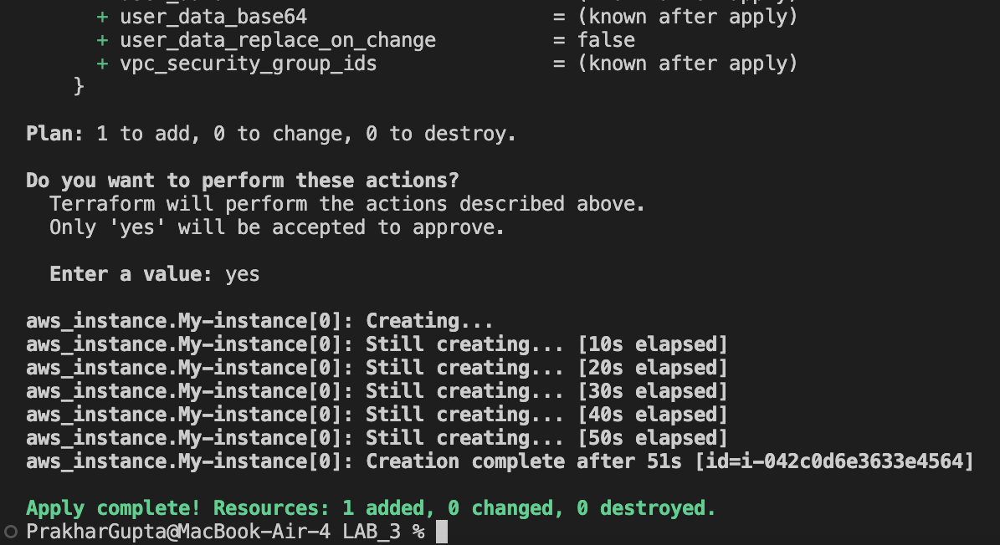 + user_data_base64 = (known after apply)
+ user_data_replace_on_change = false
+ vpc_security_group_ids = (known after apply)
}
Plan: 1 to add, 0 to change, 0 to destroy.
Do you want to perform these actions?
Terraform will perform the actions described above.
Only 'yes' will be accepted to approve.
Enter a value: yes
aws_instance.My-instance[0]: Creating...
aws_instance.My-instance[0]: Still creating... [10s elapsed]
aws_instance.My-instance[0]: Still creating... [20s elapsed]
aws_instance.My-instance[0]: Still creating... [30s elapsed]
aws_instance.My-instance[0]: Still creating... [40s elapsed]
aws_instance.My-instance[0]: Still creating... [50s elapsed]
aws_instance.My-instance[0]: Creation complete after 51s [id=i-042c0d6e3633e4564]
Apply complete! Resources: 1 added, 0 changed, 0 destroyed.
PrakharGupta@MacBook-Air-4 LAB_3 %